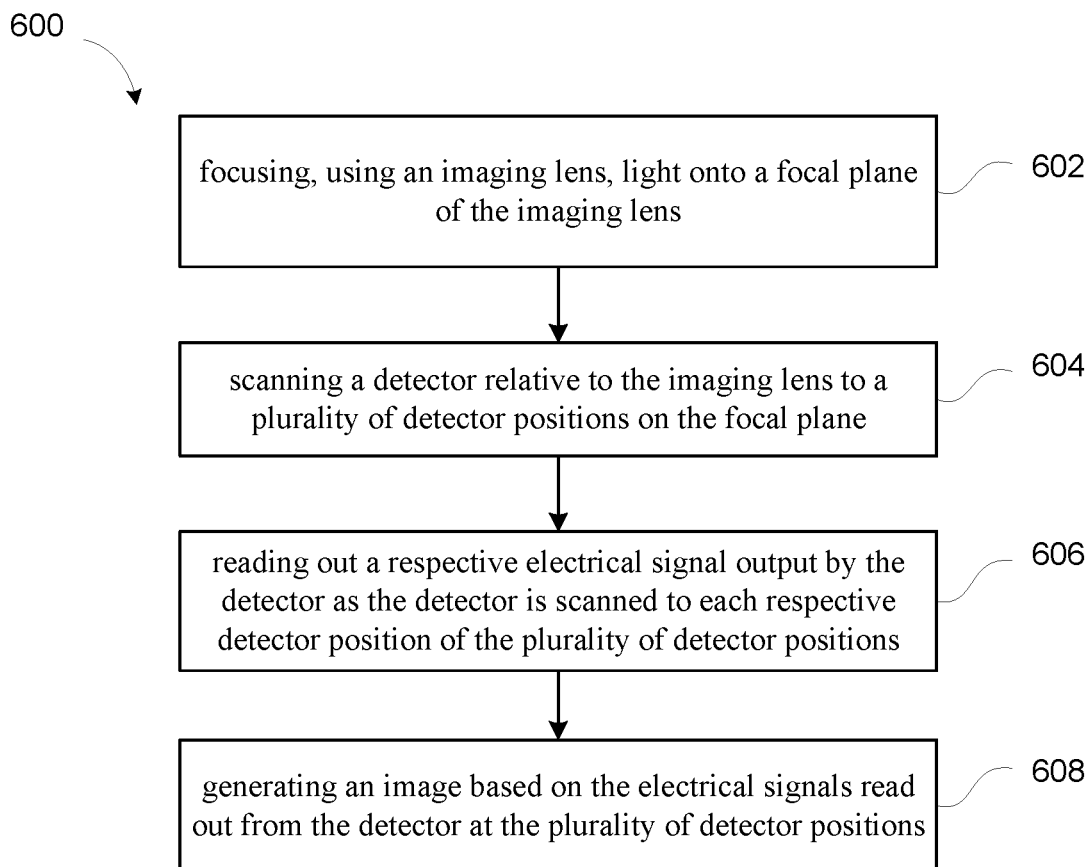 600
focusing, using an imaging lens, light onto a focal plane
of the imaging lens
602
scanning a detector relative to the imaging lens to a
plurality of detector positions on the focal plane
604
reading out a respective electrical signal output by the
detector as the detector is scanned to each respective
detector position of the plurality of detector positions
606
generating an image based on the electrical signals read
out from the detector at the plurality of detector positions
608